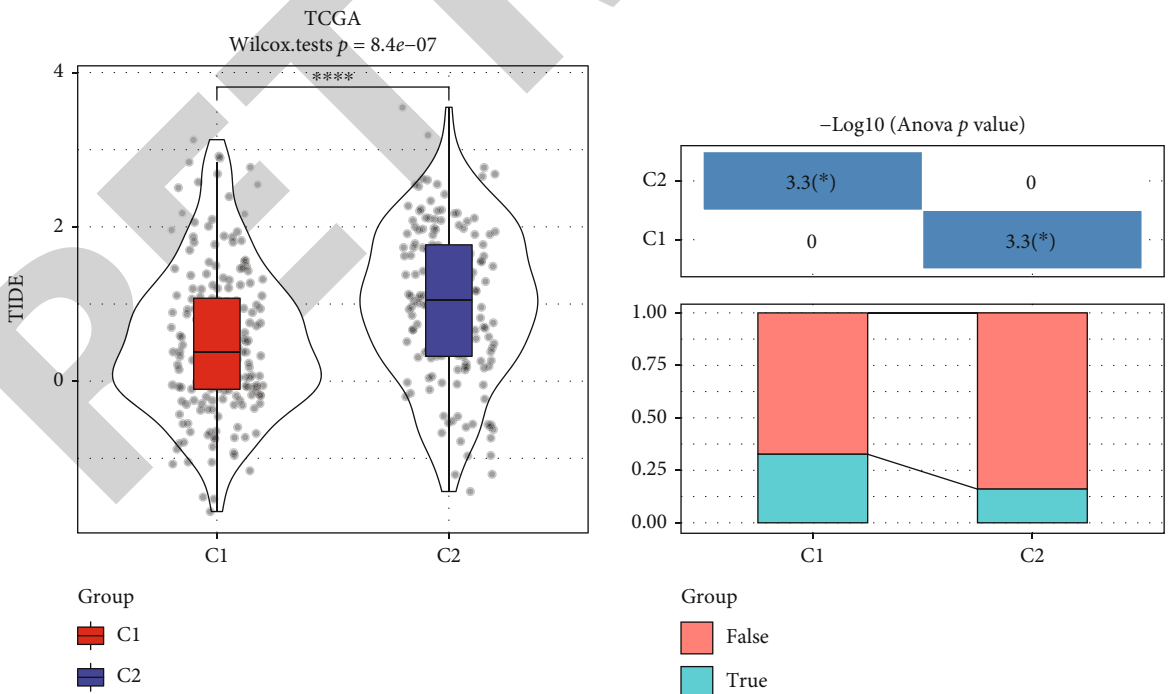 TCGA
Wilcox.tests p = 8.4e−07
****
4
2
0
TIDE
C1
C2
Group
C1
C2
−Log10 (Anova p value)
C2
3.3(*)
0
C1
0
3.3(*)
1.00
0.75
0.50
0.25
0.00
C1
C2
Group
False
True